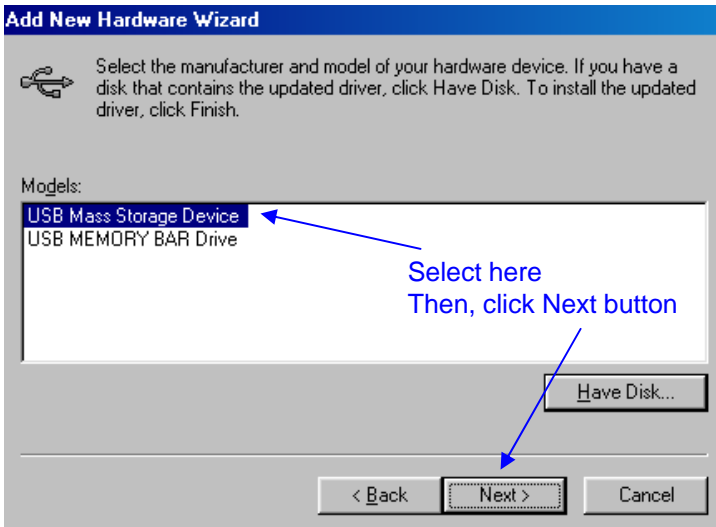 Add New Hardware Wizard
Select the manufacturer and model of your hardware device. If you have a
disk that contains the updated driver, click Have Disk. To install the updated
driver, click Finish.
Models:
USB Mass Storage Device
USB MEMORY BAR Drive
Select here
Then, click Next button
Have Disk...
< Back
Next >
Cancel